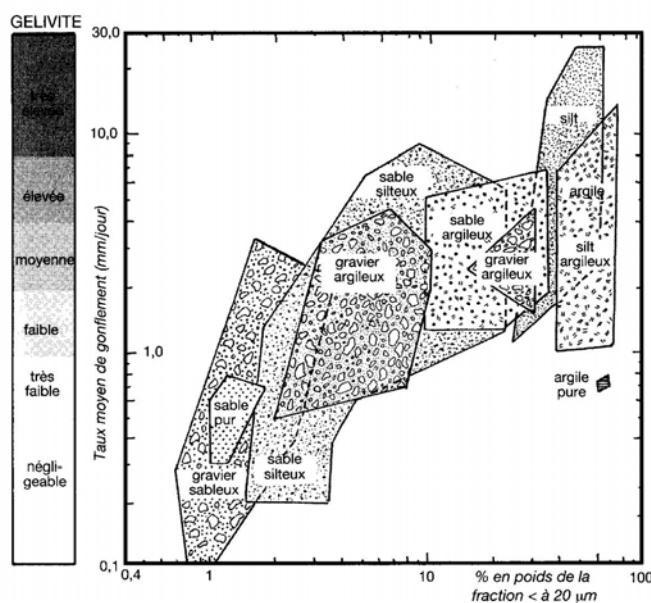 GELIVITE
très
élevée
élevée
moyenne
faible
très
faible
négli-
geable
Taux moyen de gonflement (mm/jour)
30,0
10,0
1,0
0,1
silt
sable
silteux
argile
sable
argileux
gravier
argileux
gravier
argileux
silt
argileux
sable
pur
argile
pure
gravier
sableux
sable
silteux
0,4
1
10
100
% en poids de la
fraction < à 20 µm